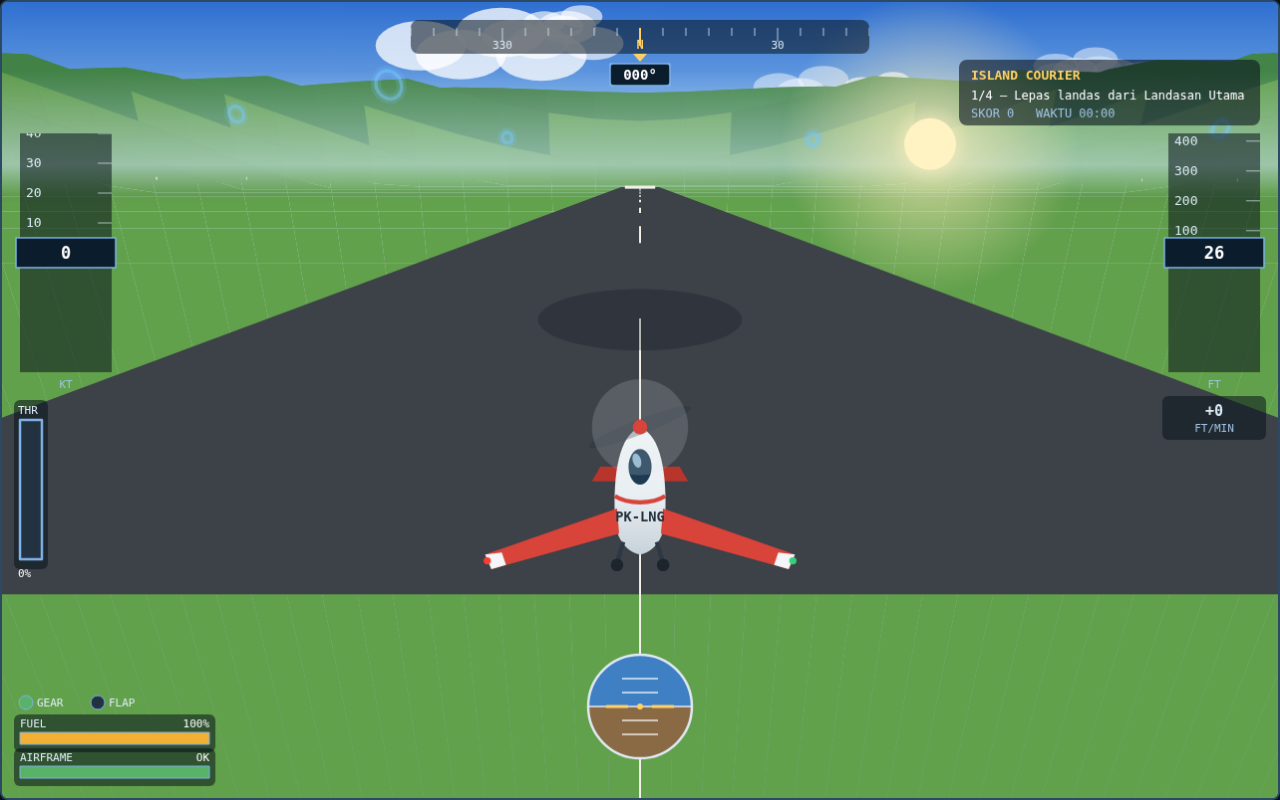 330 N 30
000°
ISLAND COURIER
1/4 — Lepas landas dari Landasan Utama
SKOR 0 WAKTU 00:00
40
30
20
10
0
KT
400
300
200
100
26
FT
+0
FT/MIN
THR
0%
PK-LNG
GEAR FLAP
FUEL 100%
AIRFRAME OK